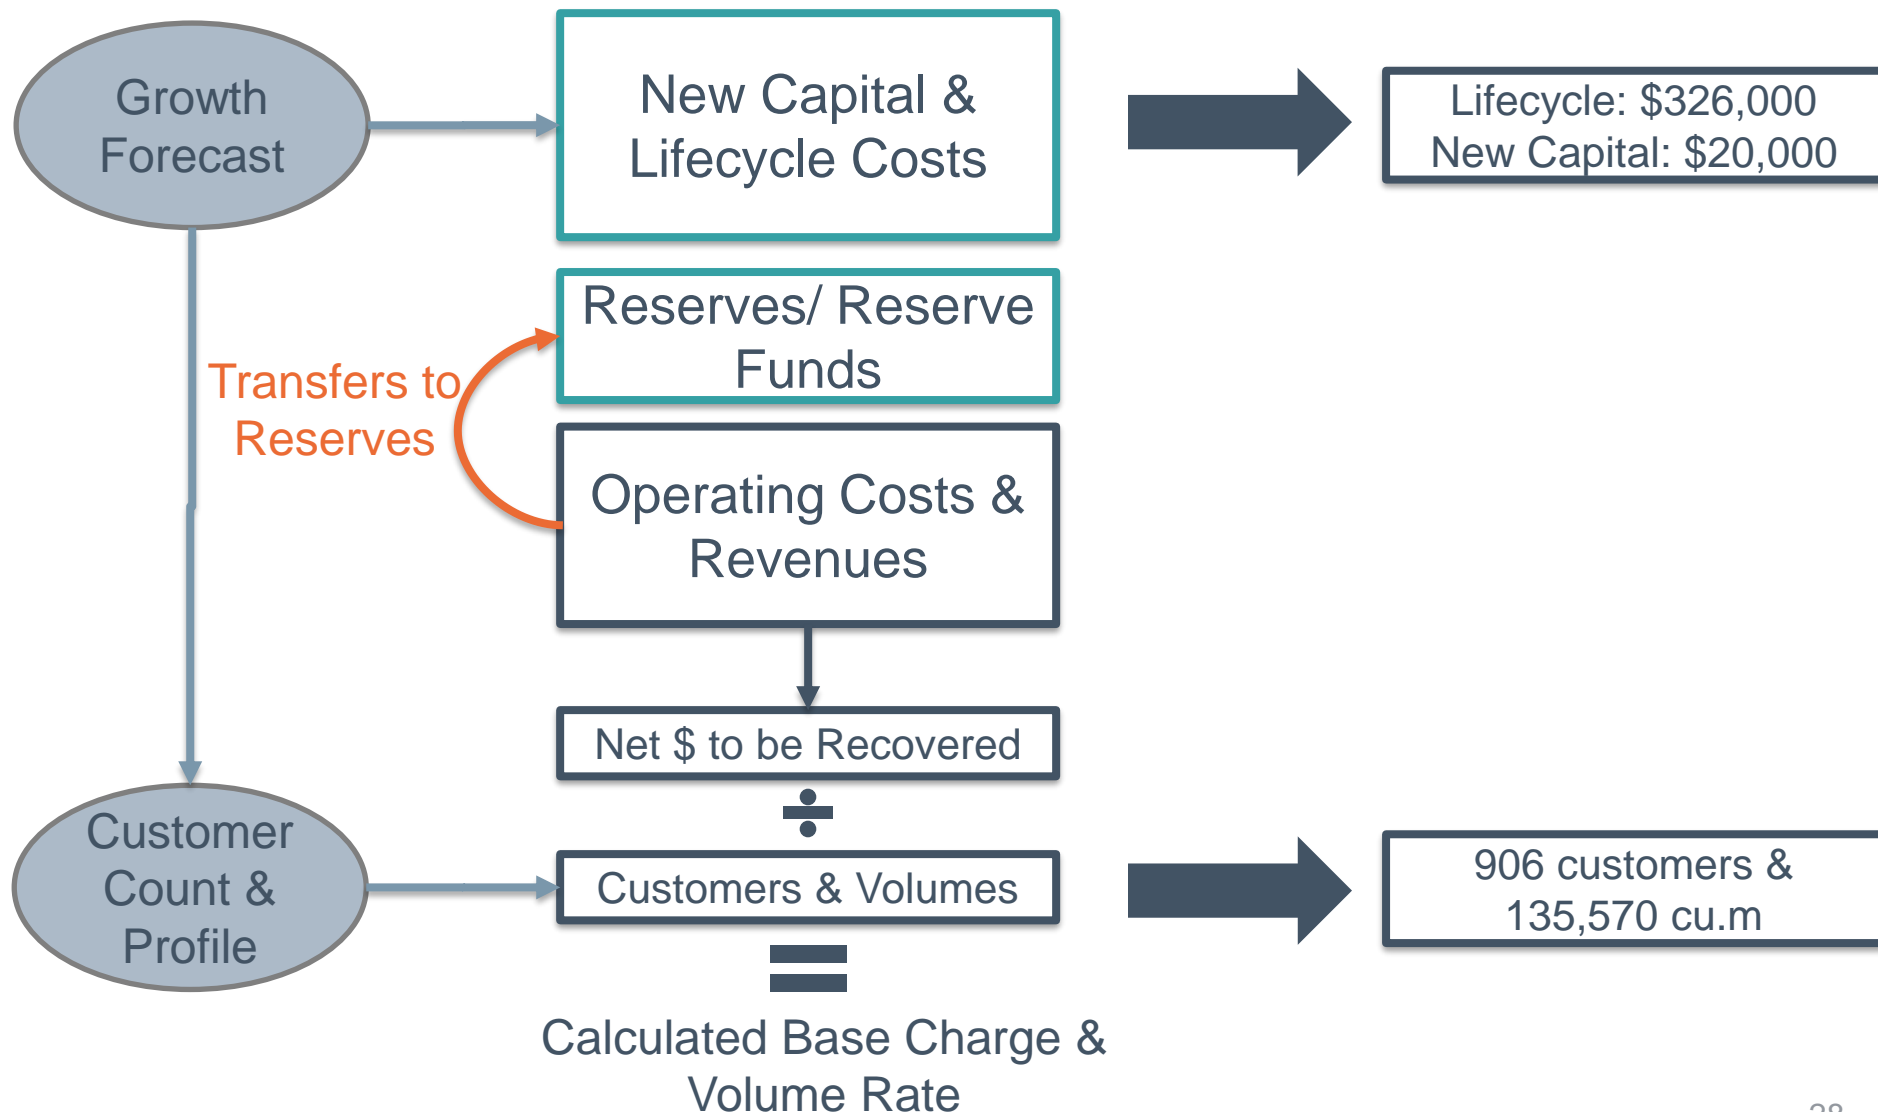 Growth
Forecast
New Capital &
Lifecycle Costs
Lifecycle: $326,000
New Capital: $20,000
Reserves/ Reserve
Funds
Transfers to
Reserves
Operating Costs &
Revenues
Net $ to be Recovered
÷
Customer
Count &
Profile
Customers & Volumes
906 customers &
135,570 cu.m
=
Calculated Base Charge &
Volume Rate